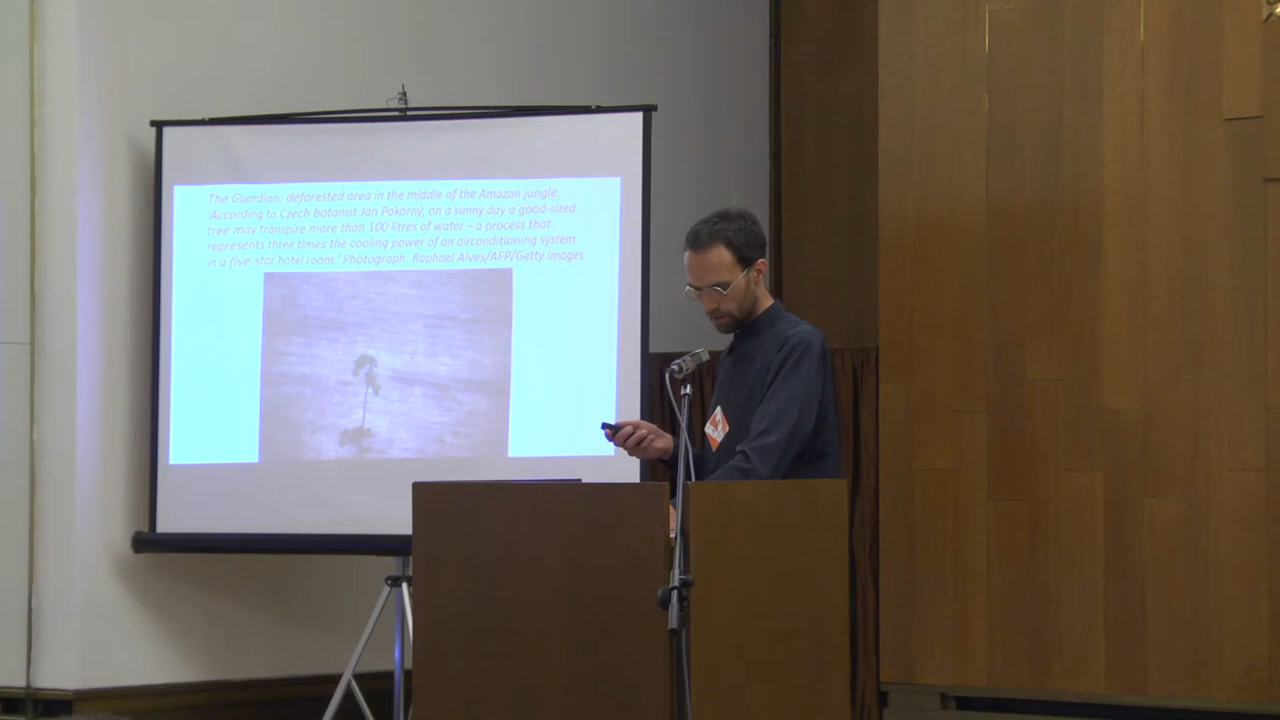 The Guardian: deforested area in the middle of the Amazon jungle.
'According to Czech botanist Jan Pokorný, on a sunny day a good-sized
tree may transpire more than 100 litres of water – a process that
represents three times the cooling power of an airconditioning system
in a five-star hotel room.' Photograph: Raphael Alves/AFP/Getty Images